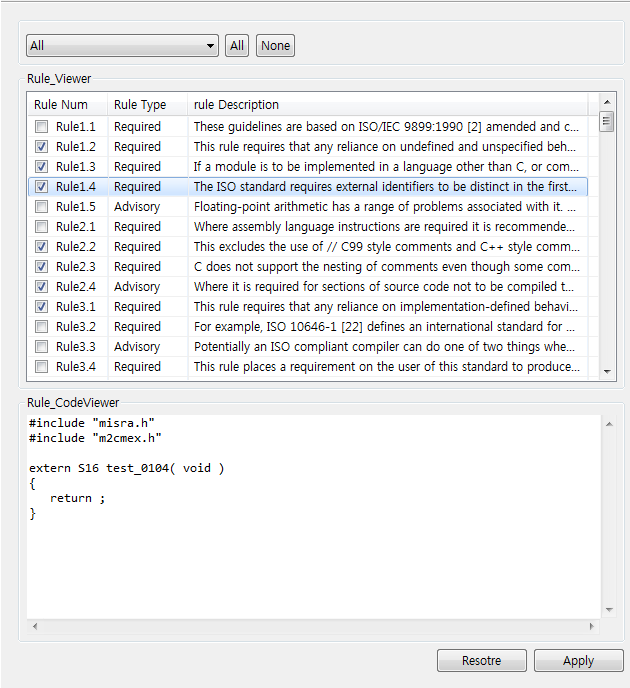 All All None
Rule_Viewer
Rule Num Rule Type rule Description
Rule1.1 Required These guidelines are based on ISO/IEC 9899:1990 [2] amended and c...
Rule1.2 Required This rule requires that any reliance on undefined and unspecified beh...
Rule1.3 Required If a module is to be implemented in a language other than C, or com...
Rule1.4 Required The ISO standard requires external identifiers to be distinct in the first...
Rule1.5 Advisory Floating-point arithmetic has a range of problems associated with it. ...
Rule2.1 Required Where assembly language instructions are required it is recommende...
Rule2.2 Required This excludes the use of // C99 style comments and C++ style comm...
Rule2.3 Required C does not support the nesting of comments even though some com...
Rule2.4 Advisory Where it is required for sections of source code not to be compiled t...
Rule3.1 Required This rule requires that any reliance on implementation-defined behavi...
Rule3.2 Required For example, ISO 10646-1 [22] defines an international standard for ...
Rule3.3 Advisory Potentially an ISO compliant compiler can do one of two things whe...
Rule3.4 Required This rule places a requirement on the user of this standard to produce...
Rule_CodeViewer
#include "misra.h"
#include "m2cmex.h"
extern S16 test_0104( void )
{
return ;
}
Resotre Apply